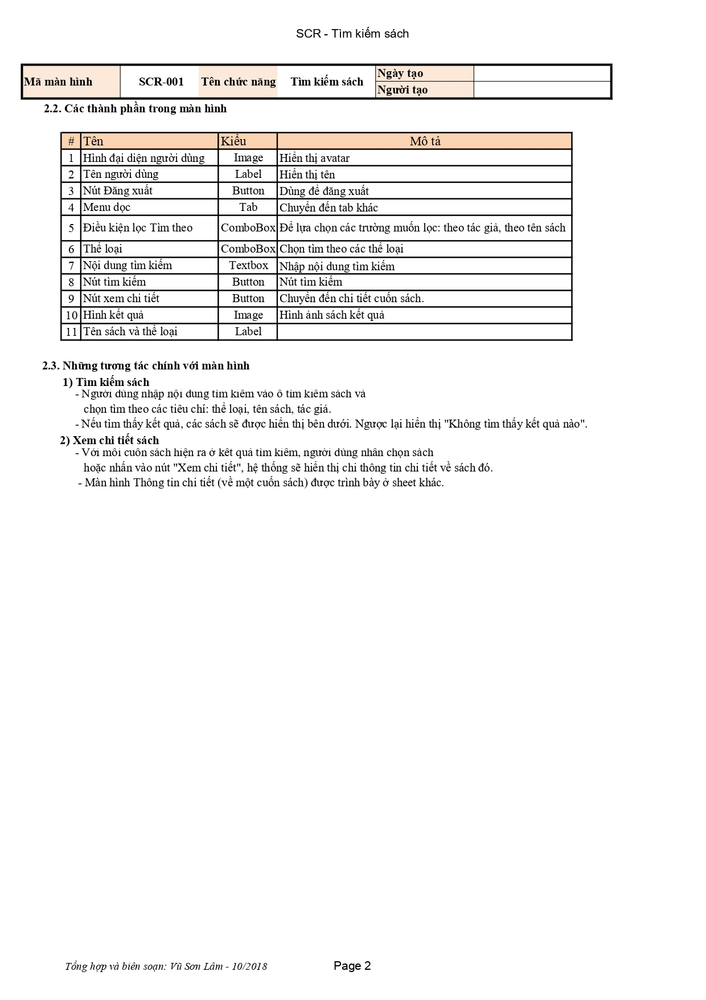 SCR - Tìm kiếm sách
Mã màn hình SCR-001 Tên chức năng Tìm kiếm sách Ngày tạo
Người tạo
2.2. Các thành phần trong màn hình
# Tên Kiểu Mô tả
1 Hình đại diện người dùng Image Hiển thị avatar
2 Tên người dùng Label Hiển thị tên
3 Nút Đăng xuất Button Dùng để đăng xuất
4 Menu dọc Tab Chuyển đến tab khác
5 Điều kiện lọc Tìm theo ComboBox Để lựa chọn các trường muốn lọc: theo tác giả, theo tên sách
6 Thể loại ComboBox Chọn tìm theo các thể loại
7 Nội dung tìm kiếm Textbox Nhập nội dung tìm kiếm
8 Nút tìm kiếm Button Nút tìm kiếm
9 Nút xem chi tiết Button Chuyển đến chi tiết cuốn sách.
10 Hình kết quả Image Hình ảnh sách kết quả
11 Tên sách và thể loại Label
2.3. Những tương tác chính với màn hình
1) Tìm kiếm sách
- Người dùng nhập nội dung tìm kiếm vào ô tìm kiếm sách và
chọn tìm theo các tiêu chí: thể loại, tên sách, tác giả.
- Nếu tìm thấy kết quả, các sách sẽ được hiển thị bên dưới. Ngược lại hiển thị "Không tìm thấy kết quả nào".
2) Xem chi tiết sách
- Với mỗi cuốn sách hiện ra ở kết quả tìm kiếm, người dùng nhân chọn sách
hoặc nhấn vào nút "Xem chi tiết", hệ thống sẽ hiển thị chi thông tin chi tiết về sách đó.
- Màn hình Thông tin chi tiết (về một cuốn sách) được trình bày ở sheet khác.
Tổng hợp và biên soạn: Vũ Sơn Lâm - 10/2018 Page 2